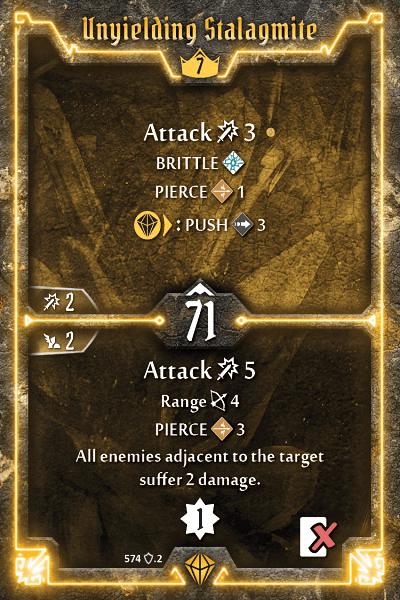 Unyielding Stalagmite
7
Attack 3
BRITTLE
PIERCE 1
: PUSH 3
2
71
2
Attack 5
Range 4
PIERCE 3
All enemies adjacent to the target
suffer 2 damage.
1
574 .2